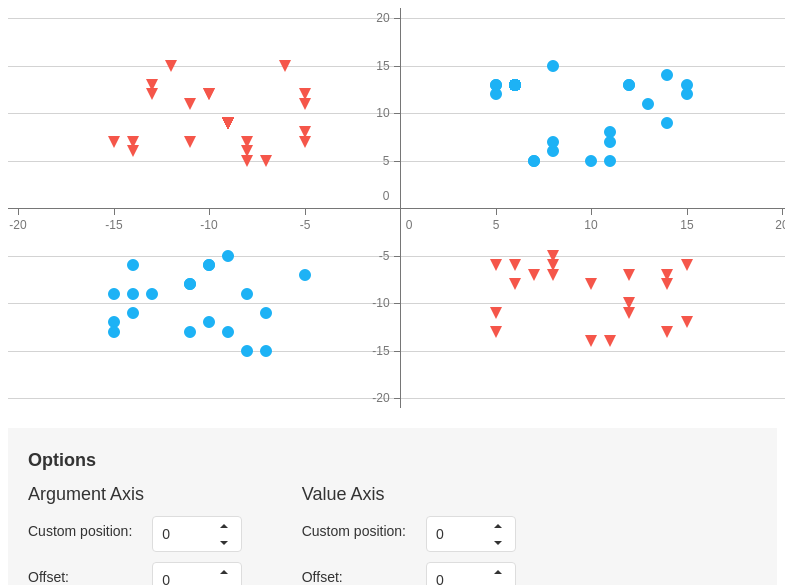 20
15
10
5
0
-20 -15 -10 -5 0 5 10 15 20
-5
-10
-15
-20
Options
Argument Axis Value Axis
Custom position: 0 Custom position: 0
Offset: 0 Offset: 0